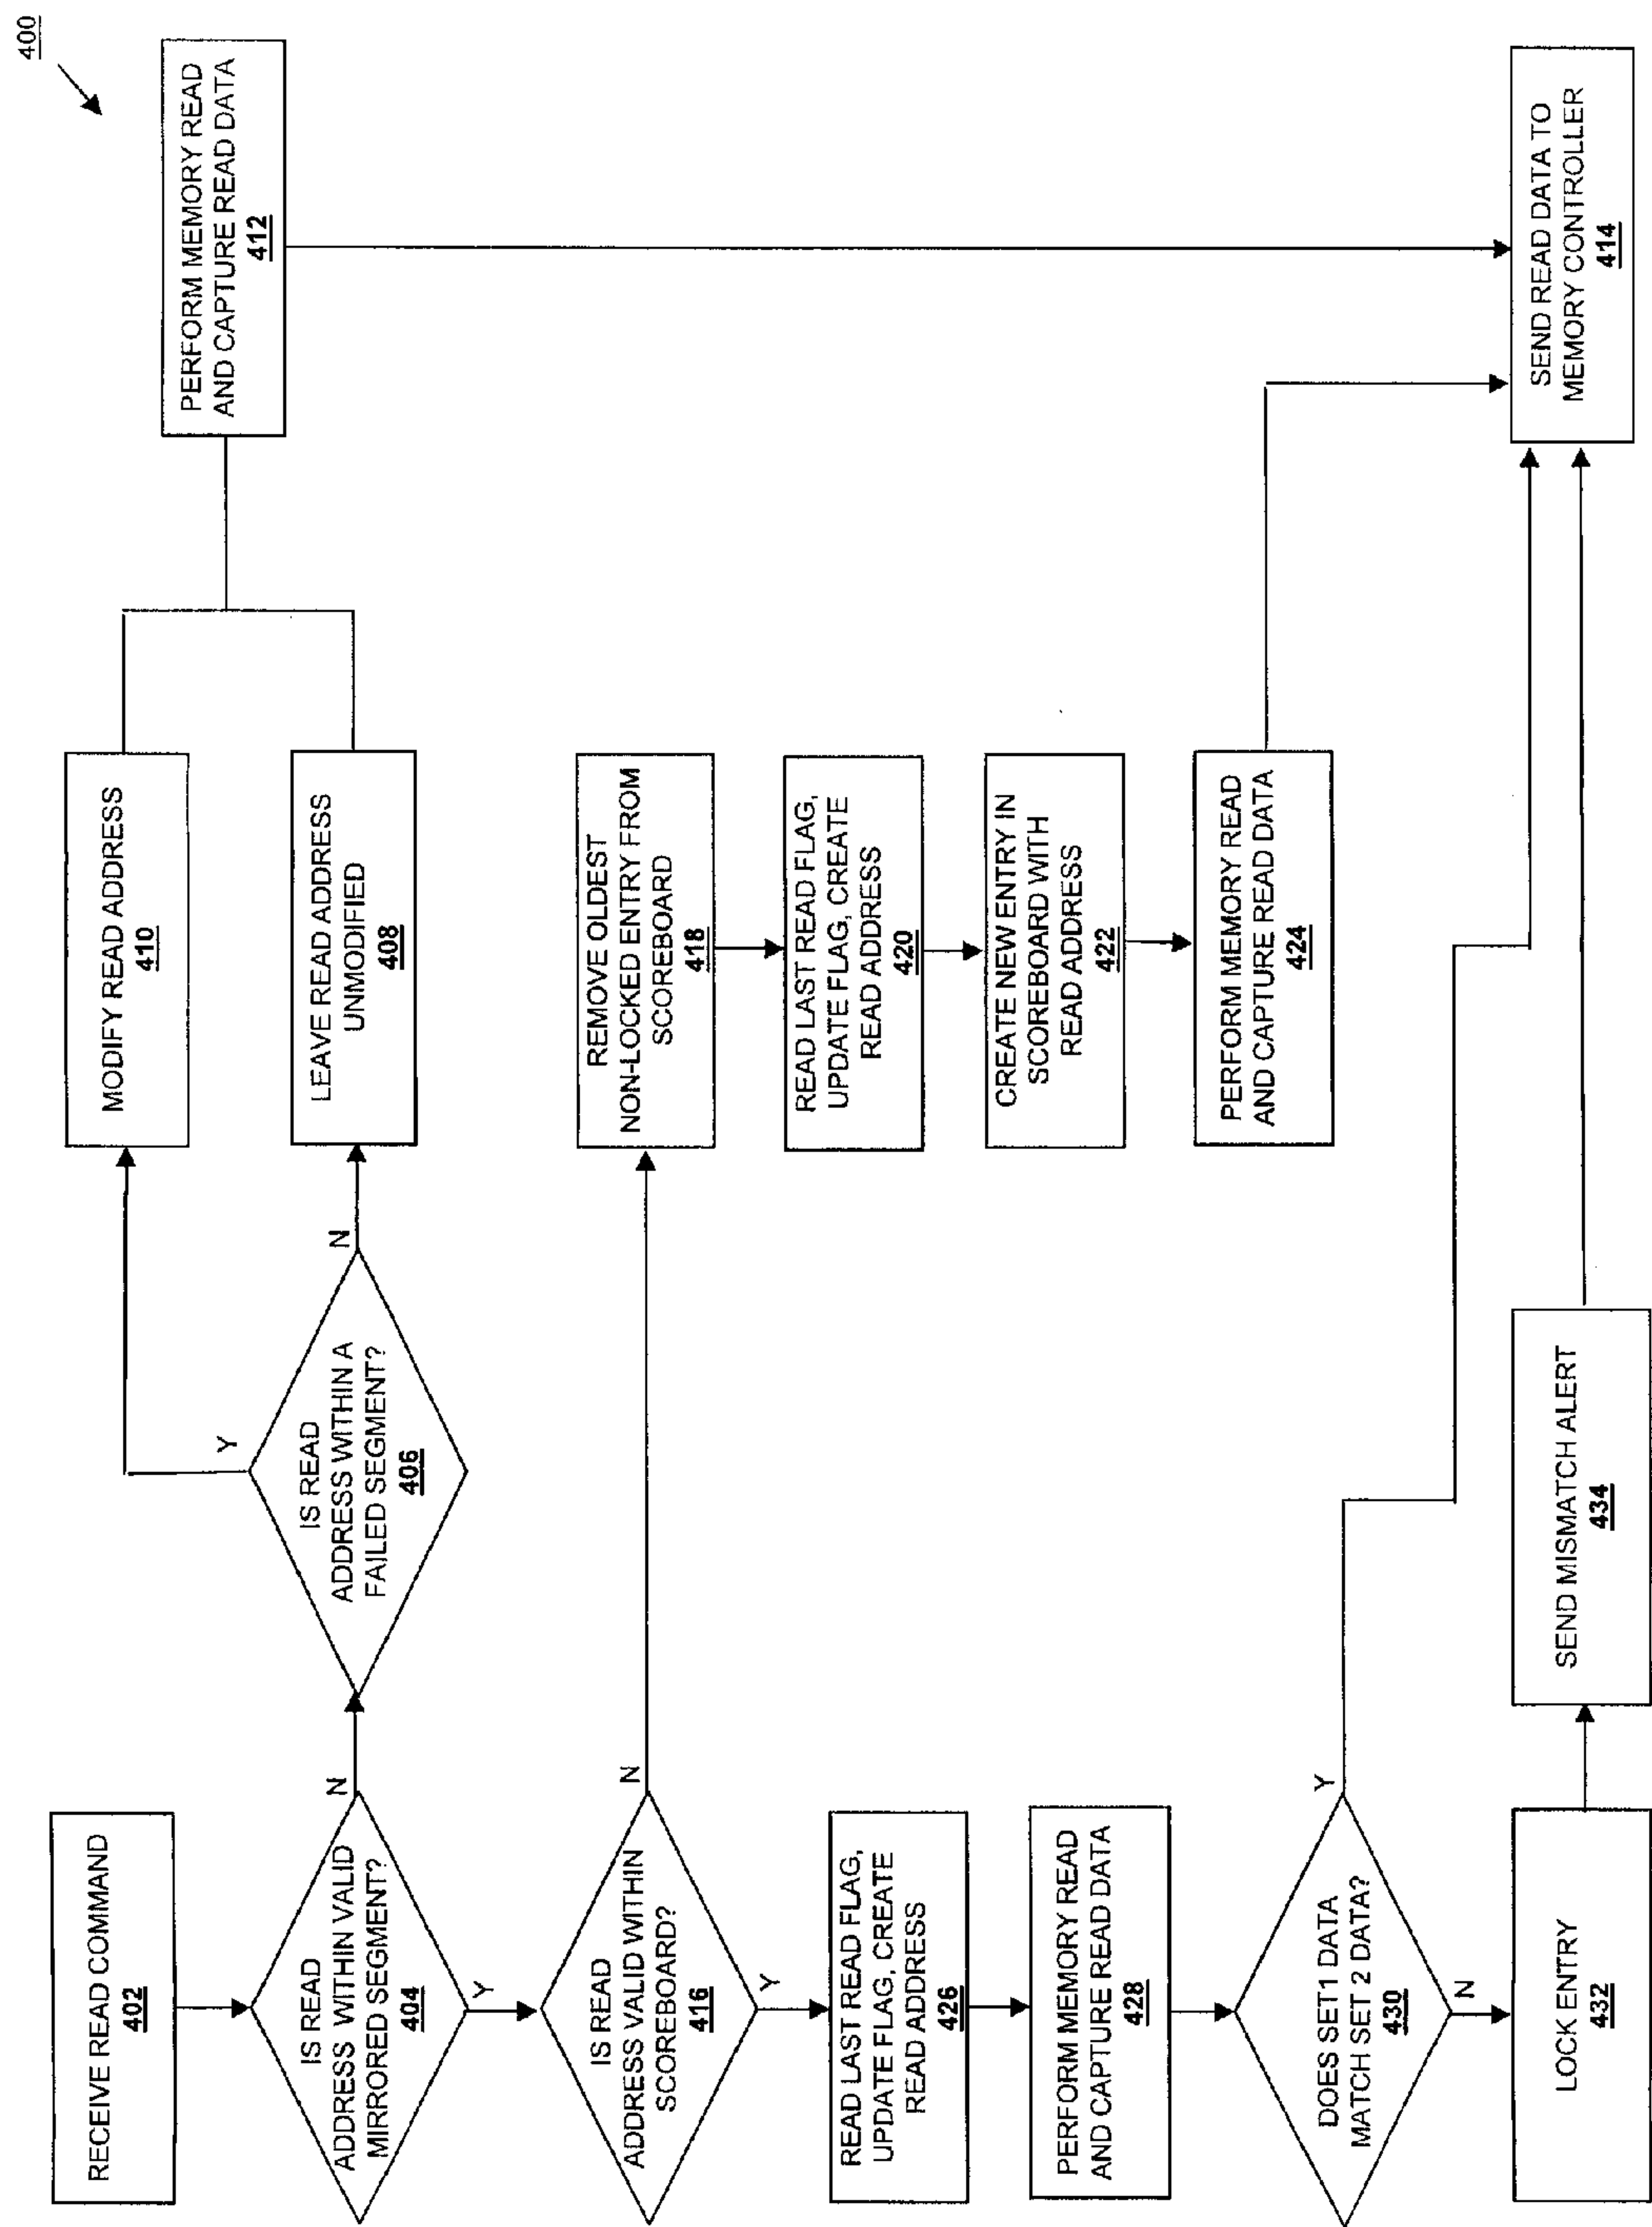 400
RECEIVE READ COMMAND
402
IS READ
ADDRESS WITHIN VALID
MIRRORED SEGMENT?
404
N
Y
IS READ
ADDRESS WITHIN A
FAILED SEGMENT?
406
Y
N
MODIFY READ ADDRESS
410
LEAVE READ ADDRESS
UNMODIFIED
408
PERFORM MEMORY READ
AND CAPTURE READ DATA
412
IS READ
ADDRESS VALID WITHIN
SCOREBOARD?
416
N
Y
REMOVE OLDEST
NON-LOCKED ENTRY FROM
SCOREBOARD
418
READ LAST READ FLAG,
UPDATE FLAG, CREATE
READ ADDRESS
420
CREATE NEW ENTRY IN
SCOREBOARD WITH
READ ADDRESS
422
PERFORM MEMORY READ
AND CAPTURE READ DATA
424
READ LAST READ FLAG,
UPDATE FLAG, CREATE
READ ADDRESS
426
PERFORM MEMORY READ
AND CAPTURE READ DATA
428
DOES SET1 DATA
MATCH SET 2 DATA?
430
Y
N
LOCK ENTRY
432
SEND MISMATCH ALERT
434
SEND READ DATA TO
MEMORY CONTROLLER
414